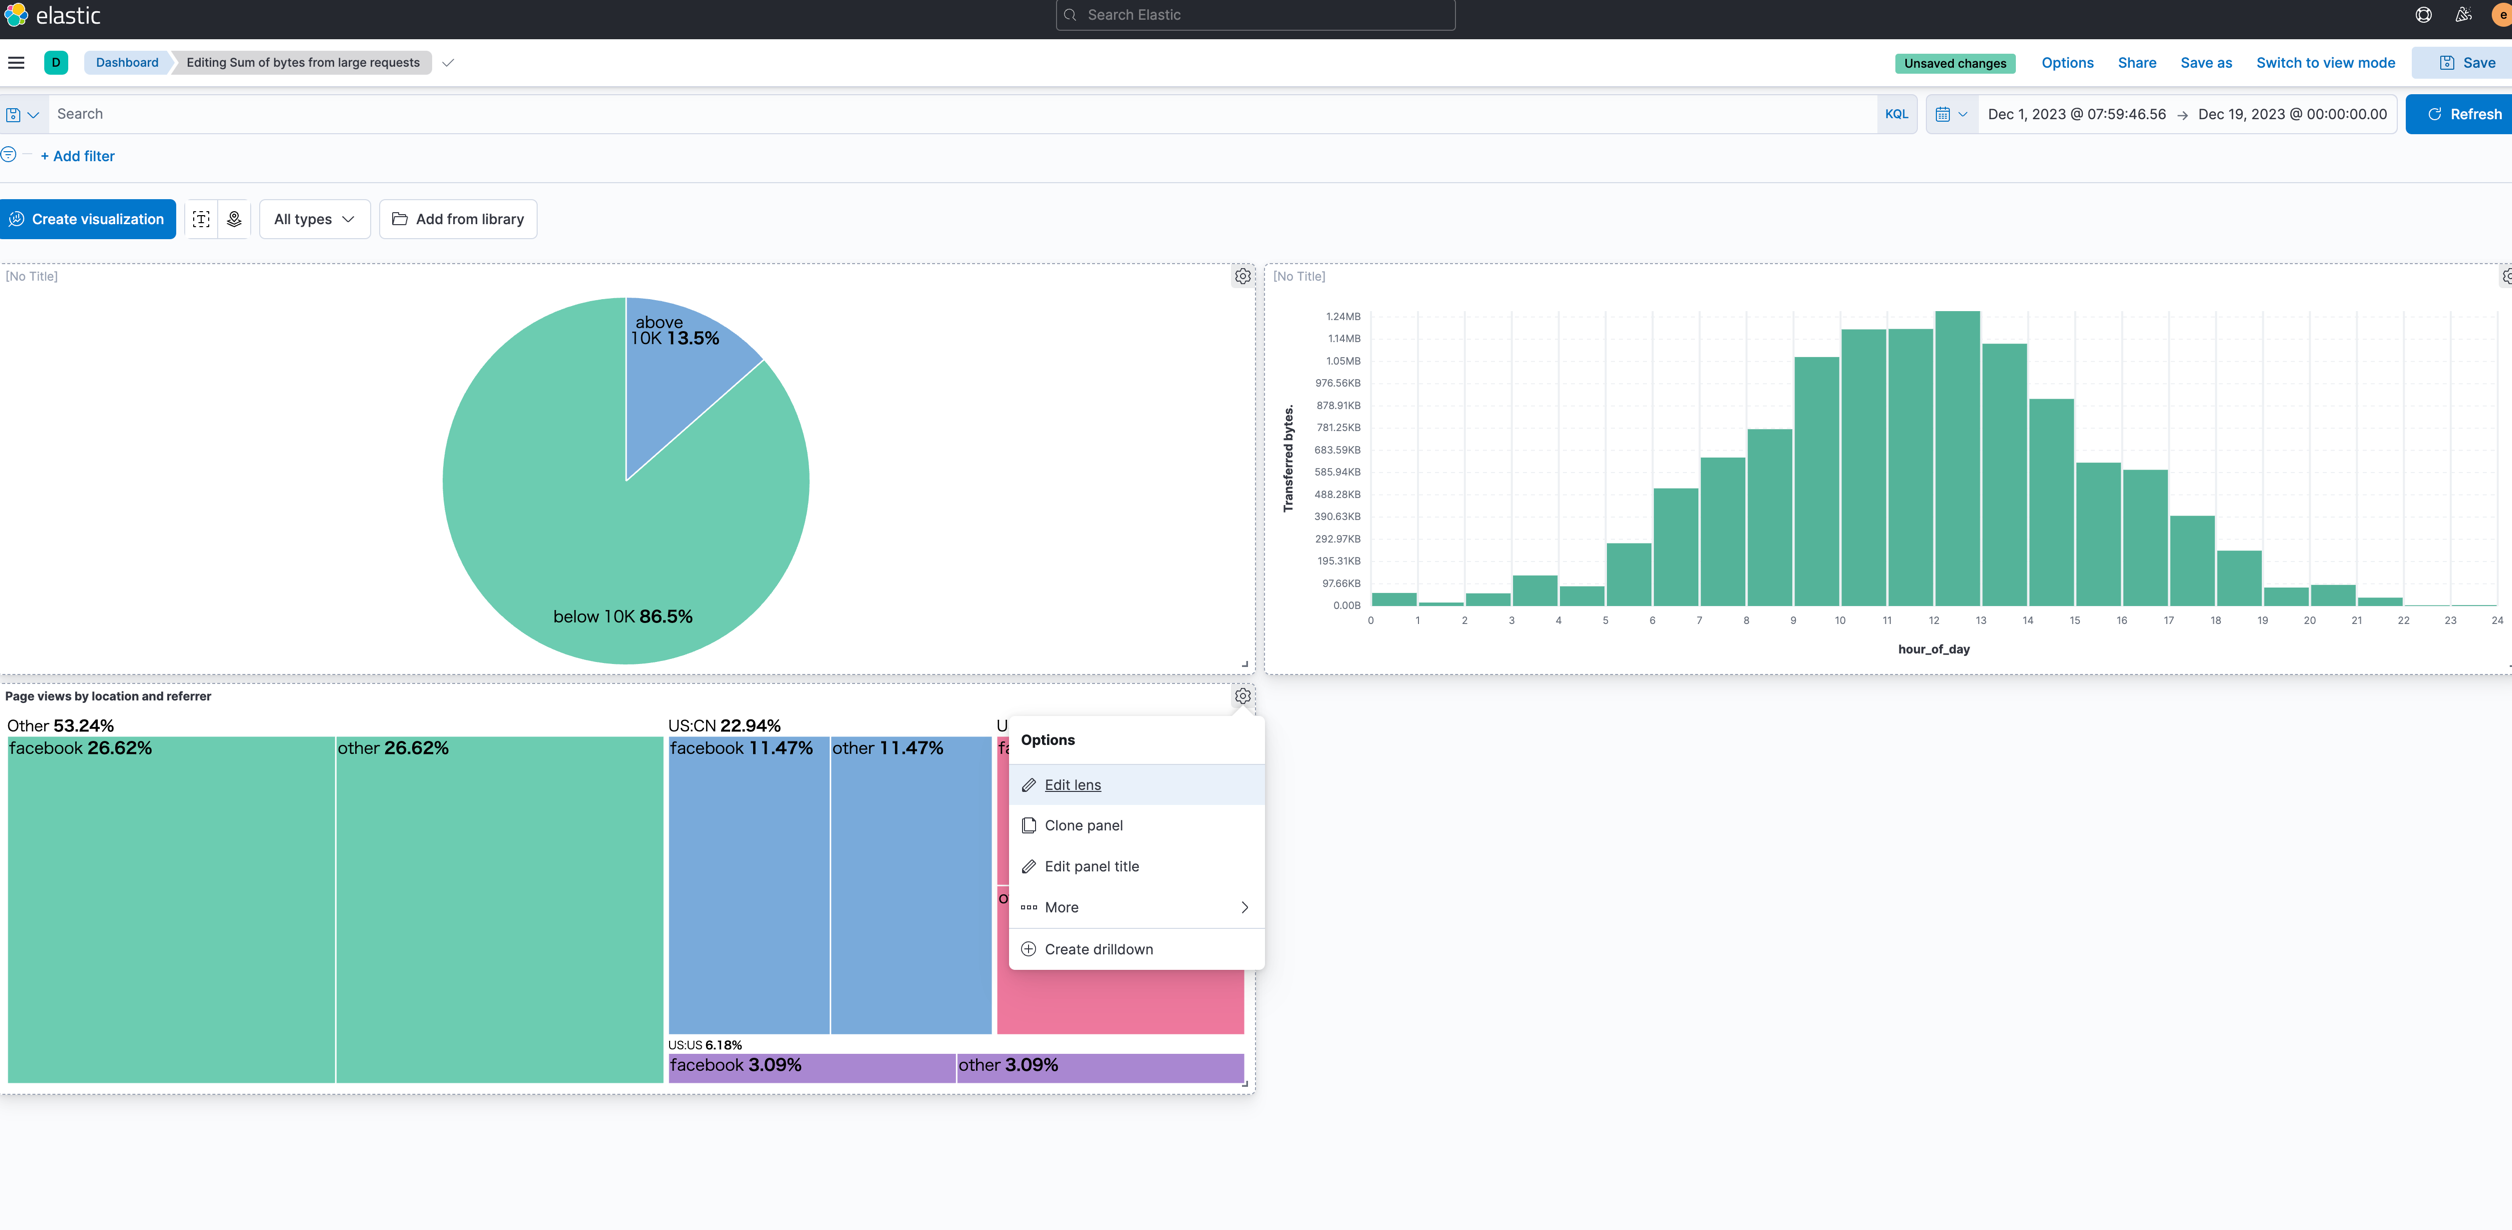 elastic
Search Elastic
e
D
Dashboard
Editing Sum of bytes from large requests
Unsaved changes
Options
Share
Save as
Switch to view mode
Save
Search
KQL
Dec 1, 2023 @ 07:59:46.56 → Dec 19, 2023 @ 00:00:00.00
Refresh
+ Add filter
Create visualization
All types
Add from library
[No Title]
above
10K 13.5%
below 10K 86.5%
[No Title]
Transferred bytes.
1.24MB
1.14MB
1.05MB
976.56KB
878.91KB
781.25KB
683.59KB
585.94KB
488.28KB
390.63KB
292.97KB
195.31KB
97.66KB
0.00B
0 1 2 3 4 5 6 7 8 9 10 11 12 13 14 15 16 17 18 19 20 21 22 23 24
hour_of_day
Page views by location and referrer
Other 53.24%
facebook 26.62%
other 26.62%
US:CN 22.94%
facebook 11.47%
other 11.47%
US:US 6.18%
facebook 3.09%
other 3.09%
Options
Edit lens
Clone panel
Edit panel title
More
Create drilldown